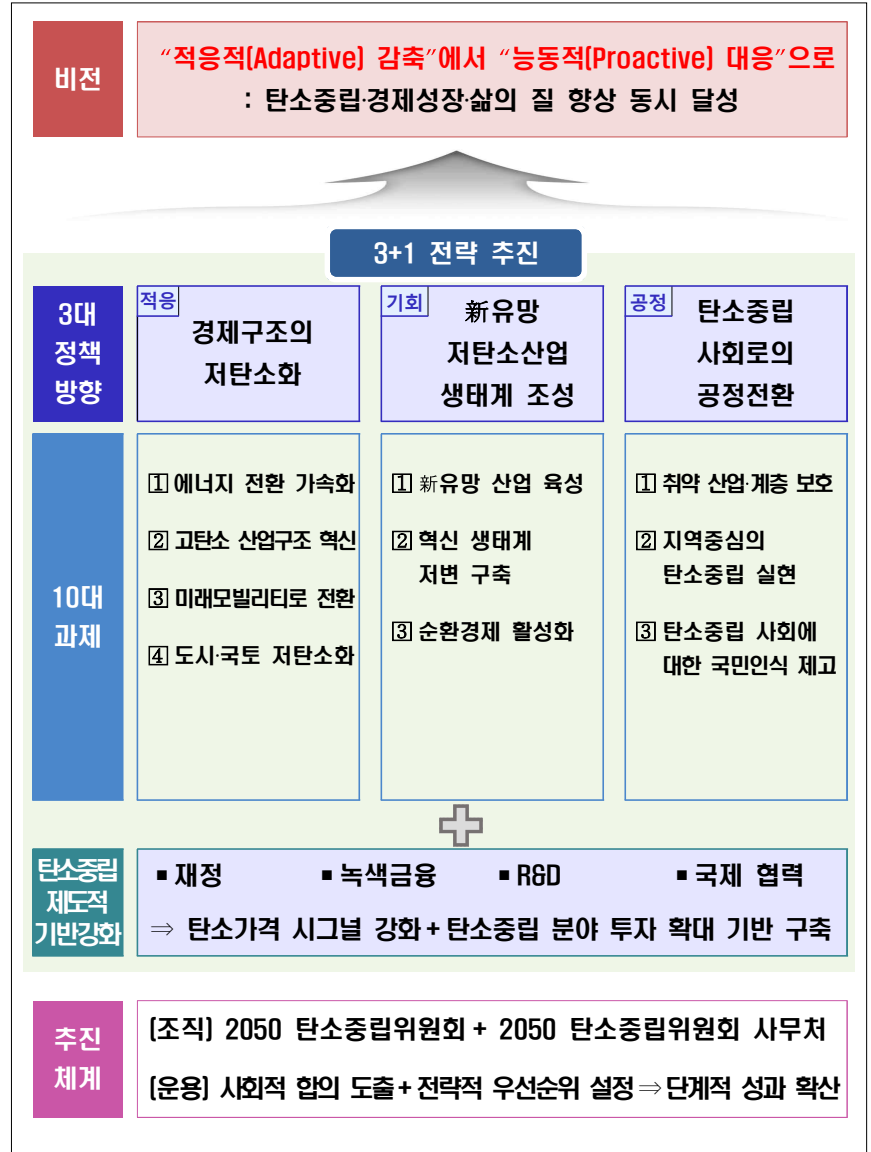 비전
“적응적(Adaptive) 감축”에서 “능동적(Proactive) 대응”으로
: 탄소중립·경제성장·삶의 질 향상 동시 달성
3+1 전략 추진
3대
정책
방향
적응
경제구조의
저탄소화
기회
新유망
저탄소산업
생태계 조성
공정
탄소중립
사회로의
공정전환
10대
과제
1 에너지 전환 가속화
2 고탄소 산업구조 혁신
3 미래모빌리티로 전환
4 도시·국토 저탄소화
1 新유망 산업 육성
2 혁신 생태계
저변 구축
3 순환경제 활성화
1 취약 산업·계층 보호
2 지역중심의
탄소중립 실현
3 탄소중립 사회에
대한 국민인식 제고
탄소중립
제도적
기반강화
▪재정 ▪녹색금융 ▪R&D ▪국제 협력
⇒ 탄소가격 시그널 강화+탄소중립 분야 투자 확대 기반 구축
추진
체계
(조직) 2050 탄소중립위원회+ 2050 탄소중립위원회 사무처
(운용) 사회적 합의 도출+전략적 우선순위 설정⇒단계적 성과 확산